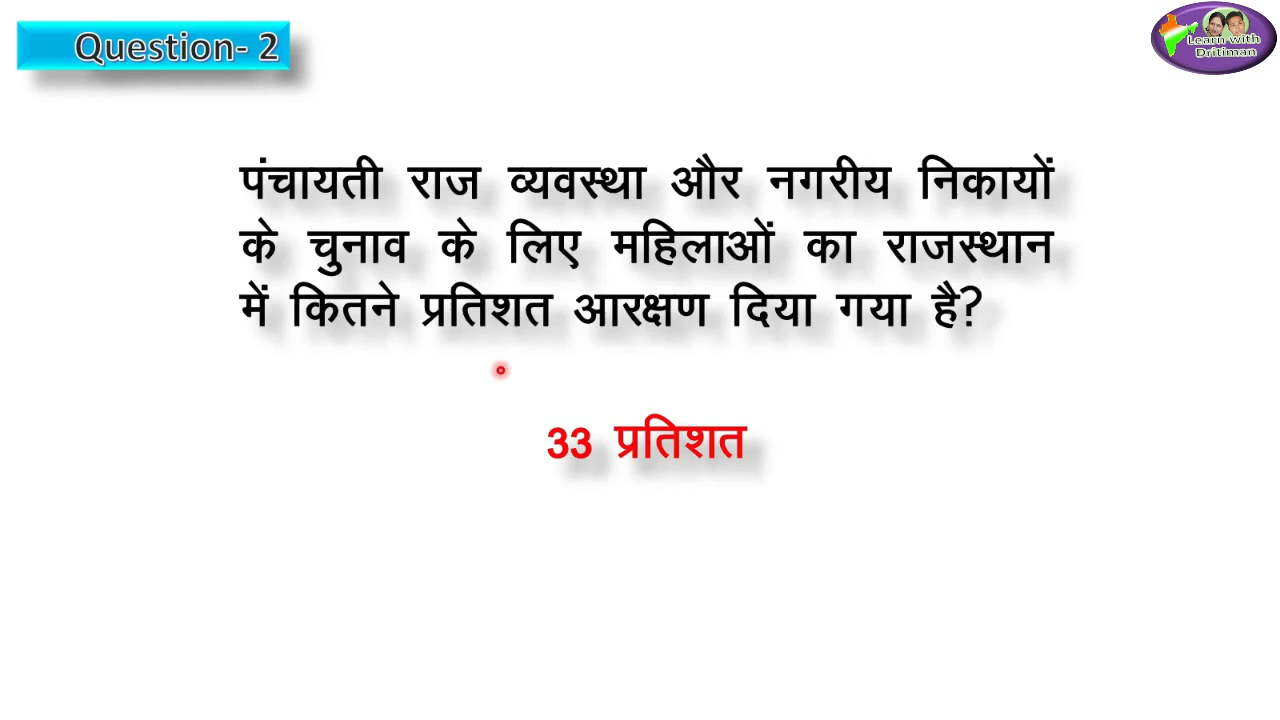 Question- 2
Learn with
Dritiman
पंचायती राज व्यवस्था और नगरीय निकायों
के चुनाव के लिए महिलाओं का राजस्थान
में कितने प्रतिशत आरक्षण दिया गया है?
33 प्रतिशत